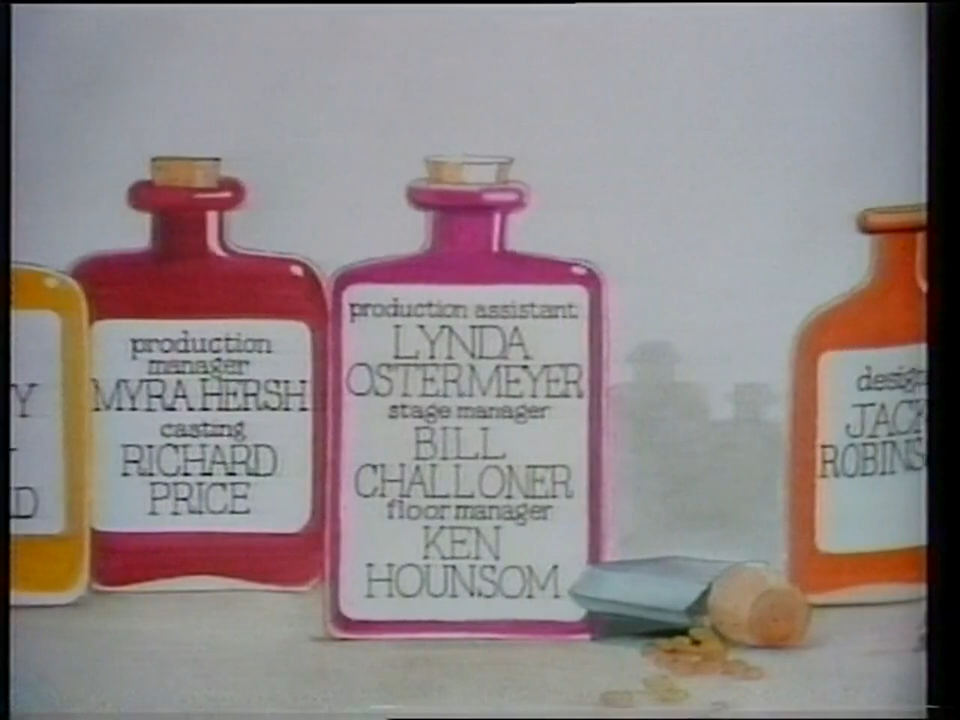 production
manager
MYRA HERSH
casting
RICHARD
PRICE
production assistant
LYNDA
OSTERMEYER
stage manager
BILL
CHALLONER
floor manager
KEN
HOUNSOM
JACK